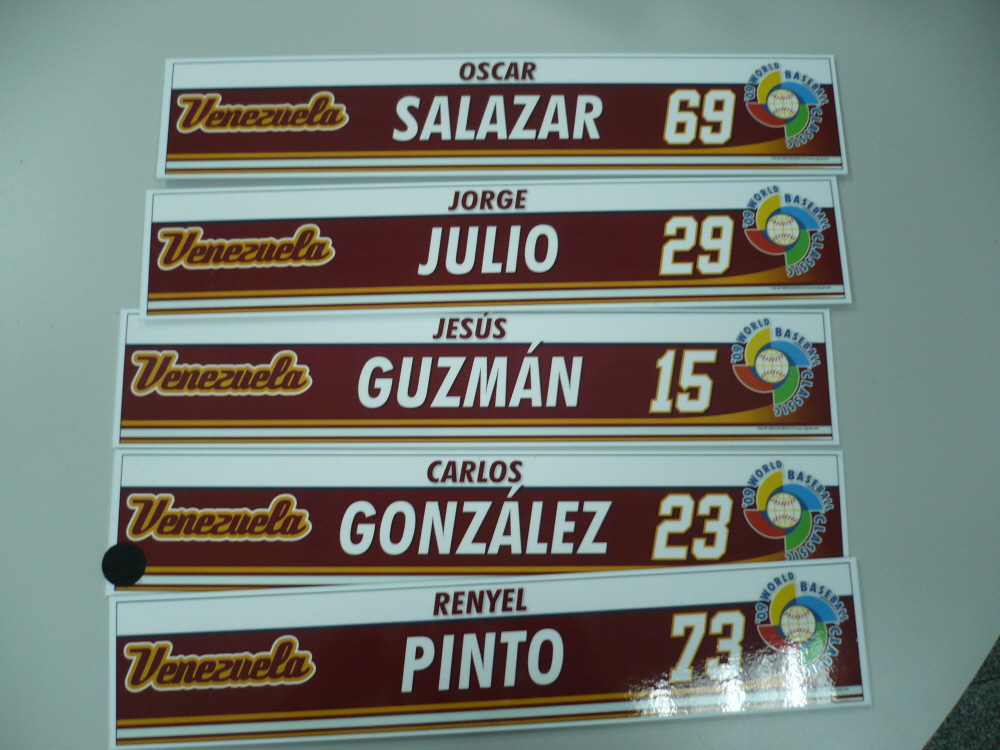 OSCAR
Venezuela SALAZAR 69 '09 WORLD BASEBALL CLASSIC
JORGE
Venezuela JULIO 29 '09 WORLD BASEBALL CLASSIC
JESÚS
Venezuela GUZMÁN 15 '09 WORLD BASEBALL CLASSIC
CARLOS
Venezuela GONZÁLEZ 23 '09 WORLD BASEBALL CLASSIC
RENYEL
Venezuela PINTO 73 '09 WORLD BASEBALL CLASSIC